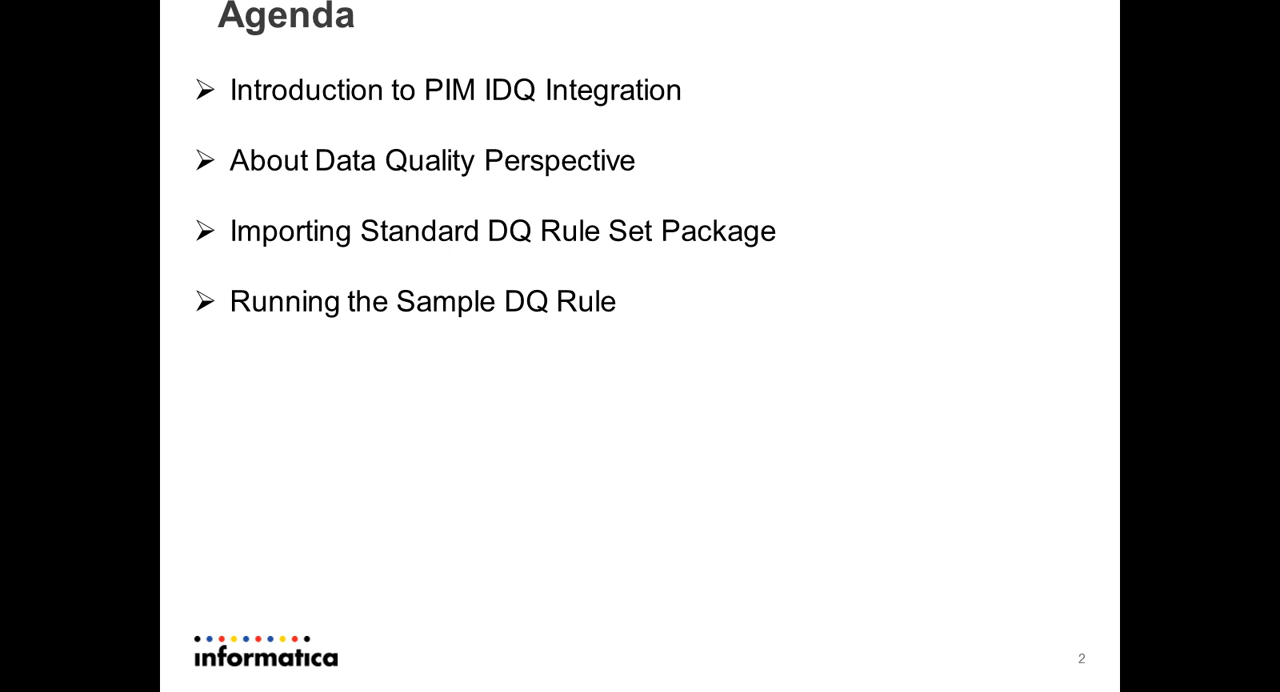 Agenda
➢ Introduction to PIM IDQ Integration
➢ About Data Quality Perspective
➢ Importing Standard DQ Rule Set Package
➢ Running the Sample DQ Rule
informatica
2